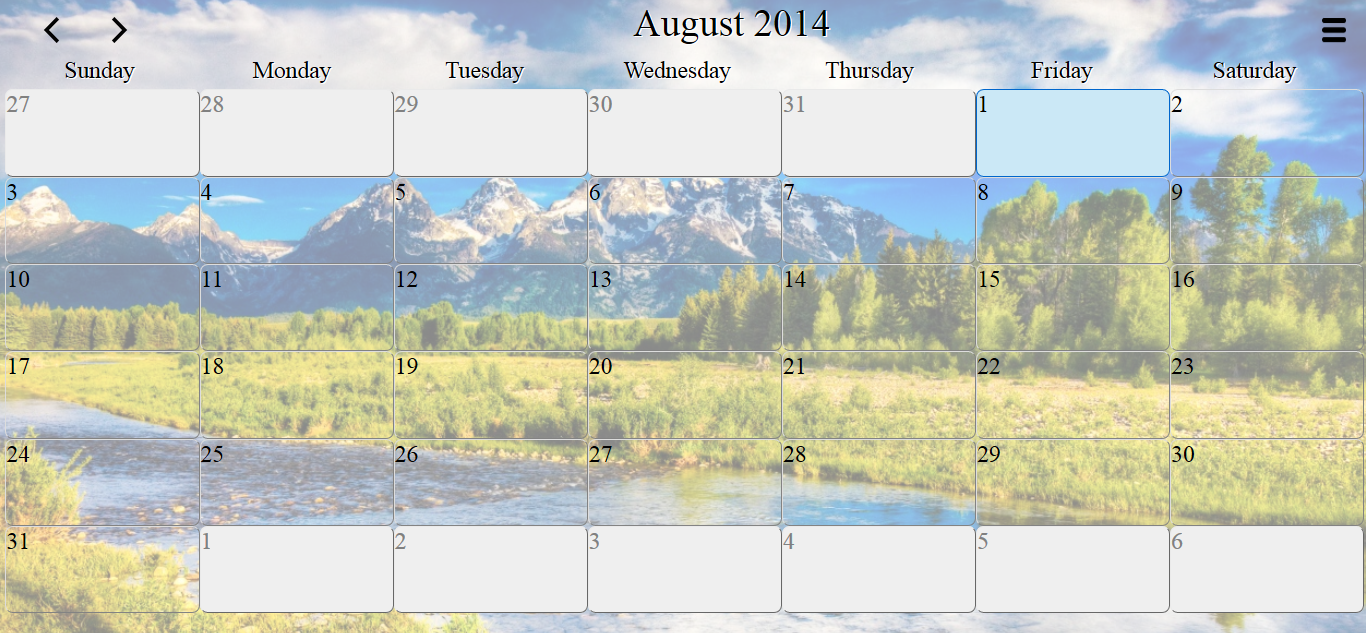 August 2014
Sunday Monday Tuesday Wednesday Thursday Friday Saturday
27 28 29 30 31 1 2
3 4 5 6 7 8 9
10 11 12 13 14 15 16
17 18 19 20 21 22 23
24 25 26 27 28 29 30
31 1 2 3 4 5 6